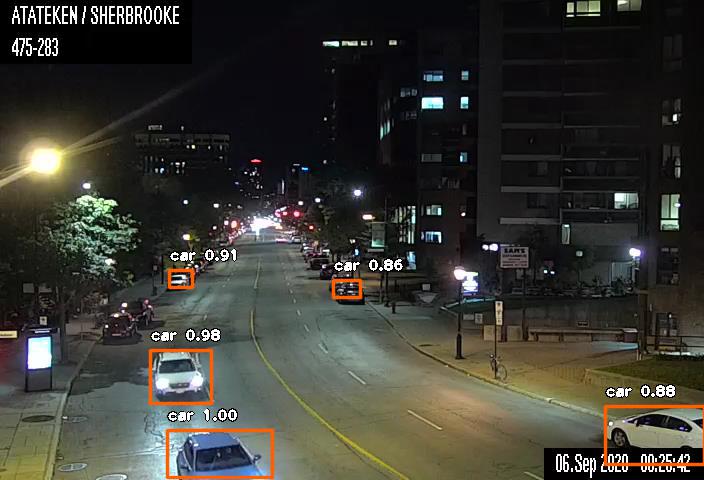 ATATEKEN / SHERBROOKE
475-283
car 0.91
car 0.86
car 0.98
car 0.88
car 1.00
06.Sep 2020 00:25:42